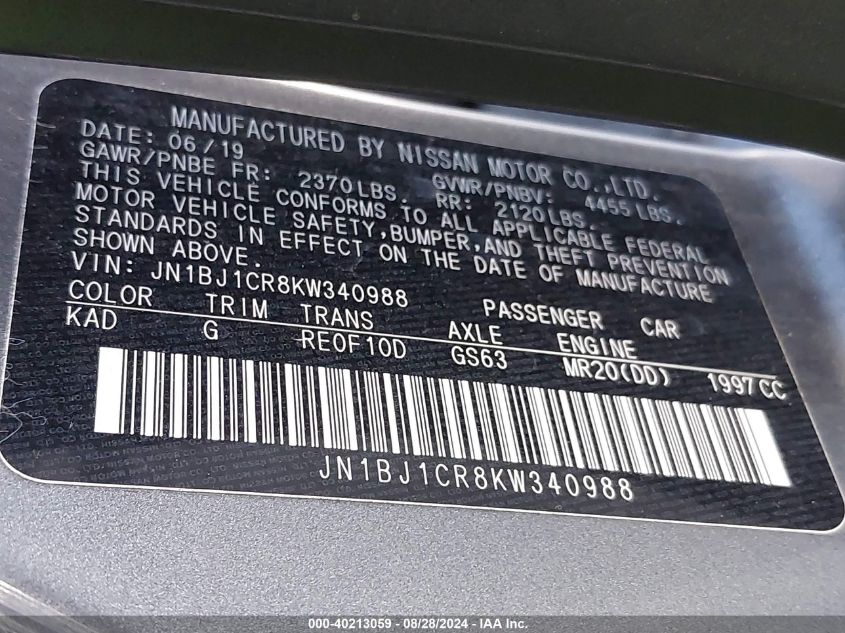 MANUFACTURED BY NISSAN MOTOR CO.,LTD.
DATE: 06/19 GVWR/PNBV: 4455LBS.
GAWR/PNBE FR: 2370LBS. RR: 2120LBS.
THIS VEHICLE CONFORMS TO ALL APPLICABLE FEDERAL
MOTOR VEHICLE SAFETY,BUMPER,AND THEFT PREVENTION
STANDARDS IN EFFECT ON THE DATE OF MANUFACTURE
SHOWN ABOVE.
VIN: JN1BJ1CR8KW340988 PASSENGER CAR
COLOR TRIM TRANS AXLE ENGINE
KAD G RE0F10D GS63 MR20(DD) 1997CC
JN1BJ1CR8KW340988
000-40213059 - 08/28/2024 - IAA Inc.